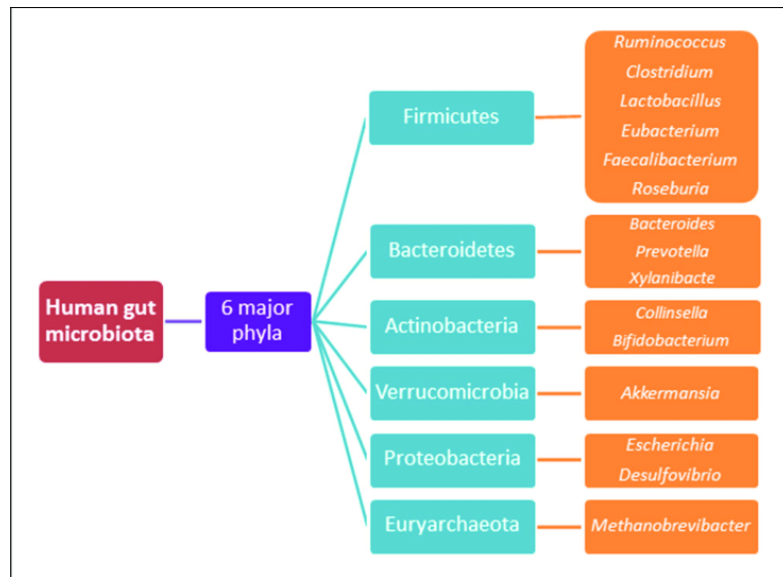 Human gut
microbiota
6 major
phyla
Firmicutes
Ruminococcus
Clostridium
Lactobacillus
Eubacterium
Faecalibacterium
Roseburia
Bacteroidetes
Bacteroides
Prevotella
Xylanibacte
Actinobacteria
Collinsella
Bifidobacterium
Verrucomicrobia
Akkermansia
Proteobacteria
Escherichia
Desulfovibrio
Euryarchaeota
Methanobrevibacter